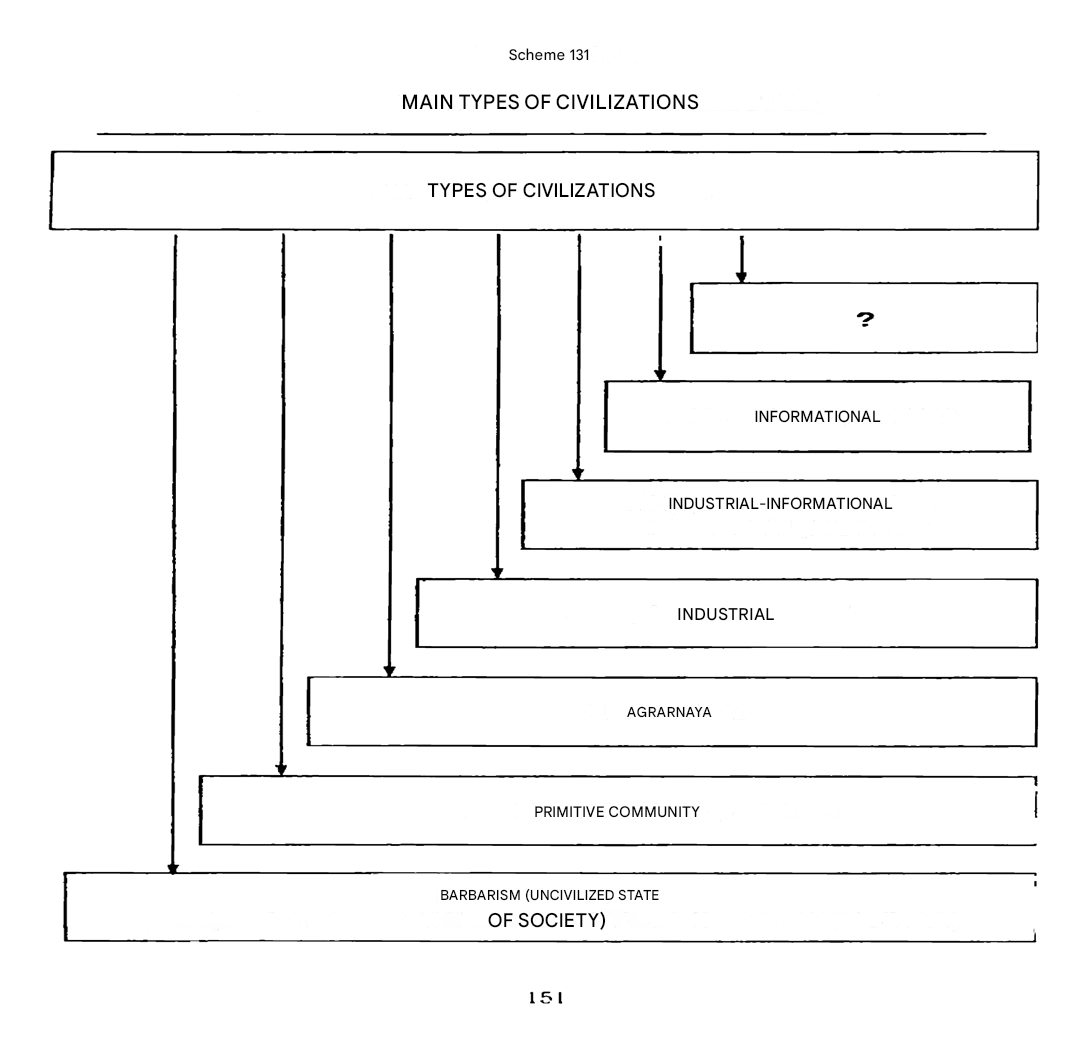 Scheme 131
MAIN TYPES OF CIVILIZATIONS
TYPES OF CIVILIZATIONS
?
INFORMATIONAL
INDUSTRIAL-INFORMATIONAL
INDUSTRIAL
AGRARNAYA
PRIMITIVE COMMUNITY
BARBARISM (UNCIVILIZED STATE
OF SOCIETY)
151